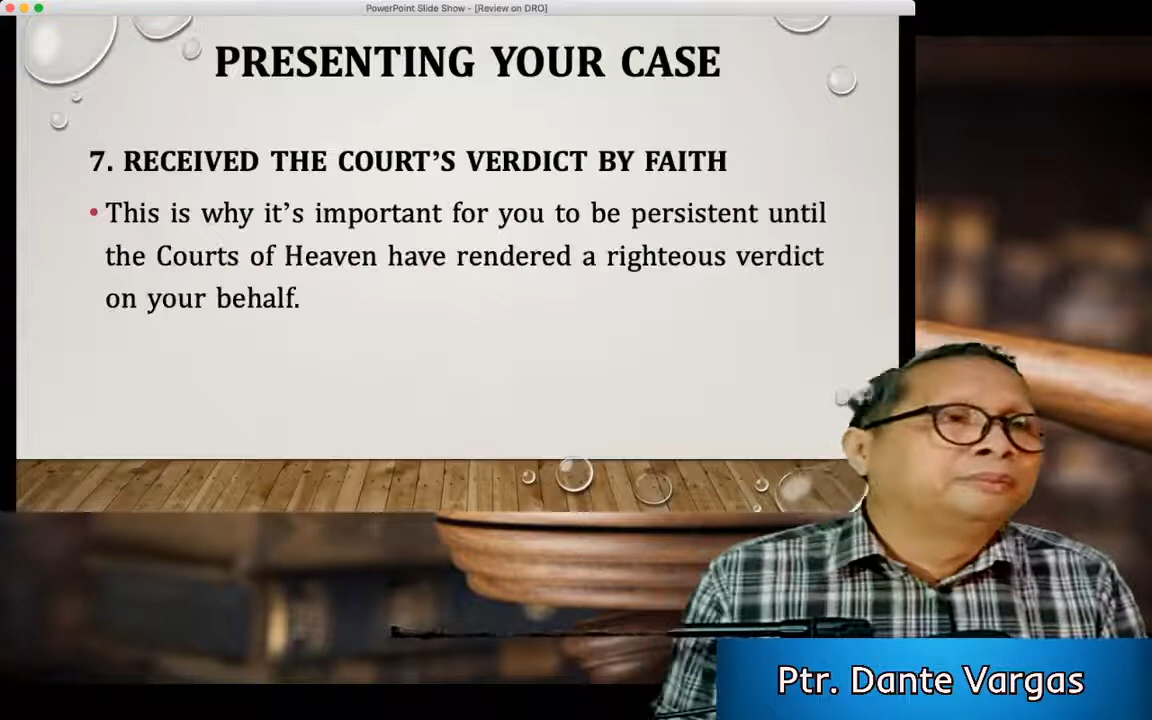 PowerPoint Slide Show - [Review on DRO]
PRESENTING YOUR CASE
7. RECEIVED THE COURT'S VERDICT BY FAITH
• This is why it's important for you to be persistent until
the Courts of Heaven have rendered a righteous verdict
on your behalf.
Ptr. Dante Vargas